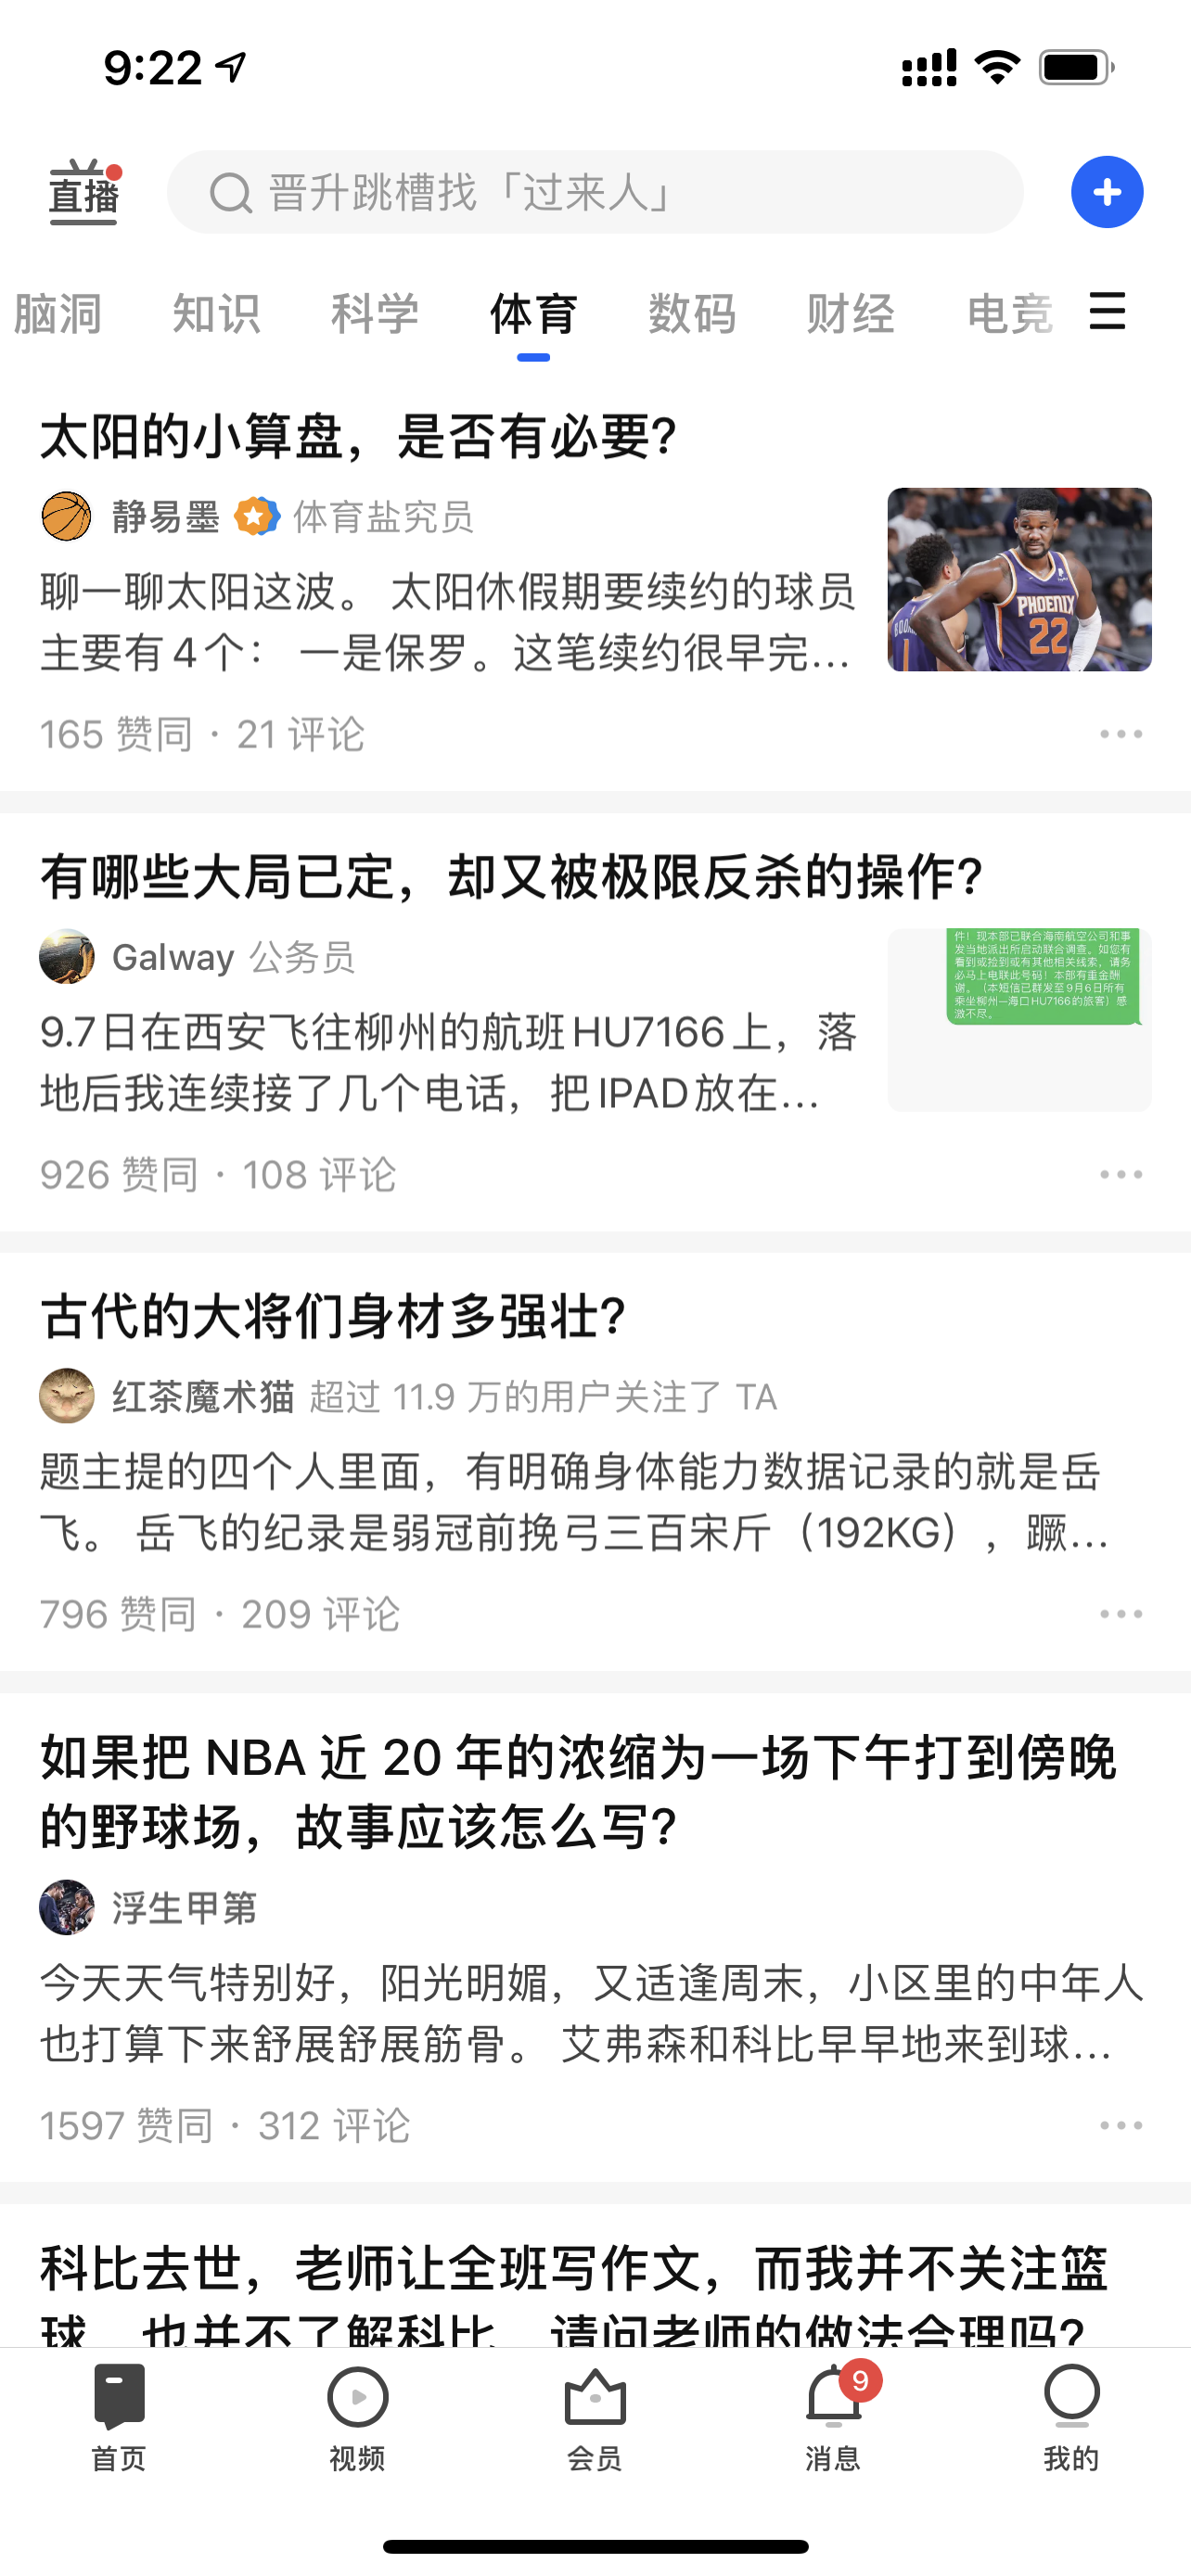 9:22
直播
晋升跳槽找「过来人」
脑洞 知识 科学 体育 数码 财经 电竞
太阳的小算盘，是否有必要？
静易墨 体育盐究员
聊一聊太阳这波。 太阳休假期要续约的球员
主要有4个： 一是保罗。这笔续约很早完...
PHOENIX
22
165 赞同 · 21 评论
有哪些大局已定，却又被极限反杀的操作？
Galway 公务员
9.7日在西安飞往柳州的航班HU7166上，落
地后我连续接了几个电话，把IPAD放在...
件！现本部已联合海南航空公司和事
发当地派出所启动联合调查。如您有
看到或捡到或有其他相关线索，请务
必马上电联此号码！本部有重金酬
谢。（本短信已群发至9月6日所有
乘坐柳州—海口HU7166的旅客）感
激不尽。
926 赞同 · 108 评论
古代的大将们身材多强壮？
红茶魔术猫 超过 11.9 万的用户关注了 TA
题主提的四个人里面，有明确身体能力数据记录的就是岳
飞。 岳飞的纪录是弱冠前挽弓三百宋斤（192KG），蹶...
796 赞同 · 209 评论
如果把 NBA 近 20 年的浓缩为一场下午打到傍晚
的野球场，故事应该怎么写？
浮生甲第
今天天气特别好，阳光明媚，又适逢周末，小区里的中年人
也打算下来舒展舒展筋骨。 艾弗森和科比早早地来到球...
1597 赞同 · 312 评论
科比去世，老师让全班写作文，而我并不关注篮
球，也并不了解科比，请问老师的做法合理吗？
9
首页 视频 会员 消息 我的